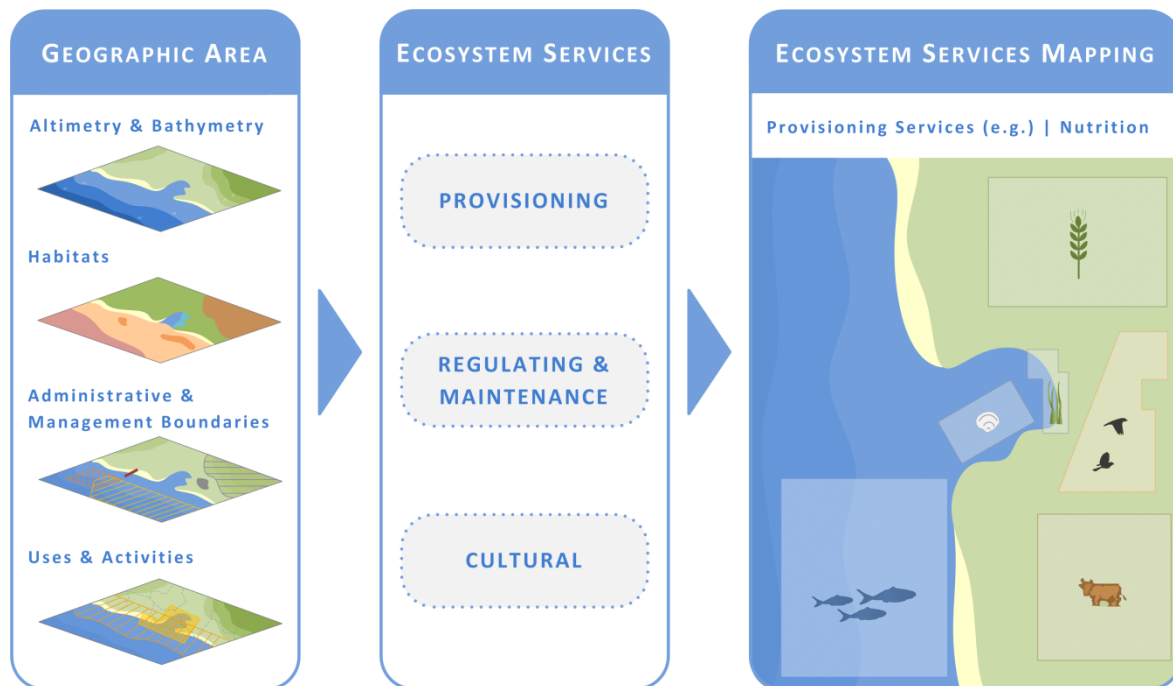 GEOGRAPHIC AREA
Altimetry & Bathymetry
Habitats
Administrative &
Management Boundaries
Uses & Activities
ECOSYSTEM SERVICES
PROVISIONING
REGULATING &
MAINTENANCE
CULTURAL
ECOSYSTEM SERVICES MAPPING
Provisioning Services (e.g.) | Nutrition